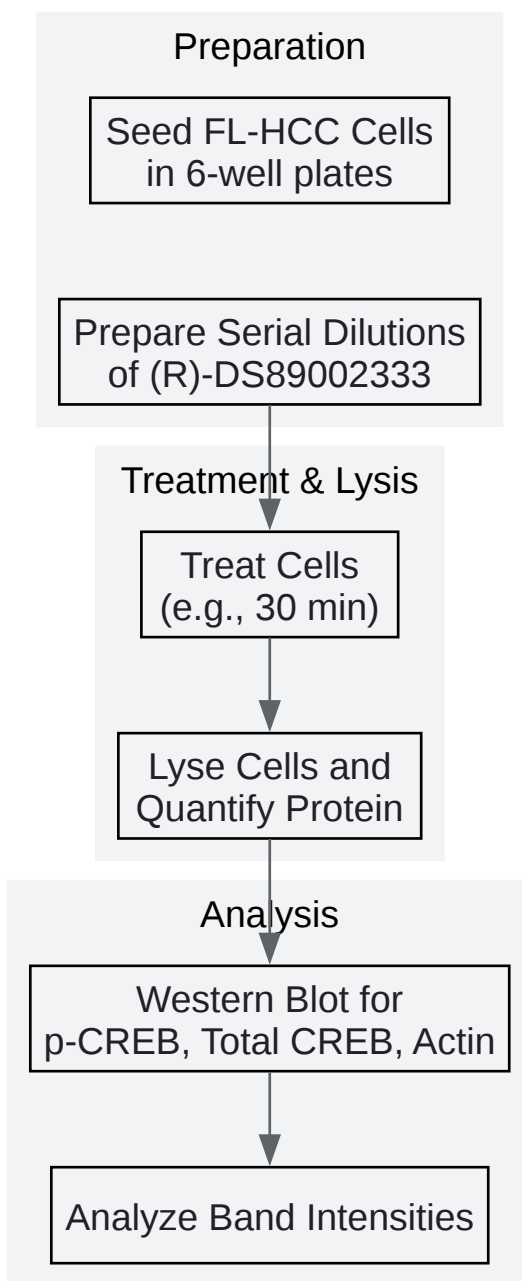 Preparation
Seed FL-HCC Cells
in 6-well plates
Prepare Serial Dilutions
of (R)-DS89002333
Treatment & Lysis
Treat Cells
(e.g., 30 min)
Lyse Cells and
Quantify Protein
Analysis
Western Blot for
p-CREB, Total CREB, Actin
Analyze Band Intensities